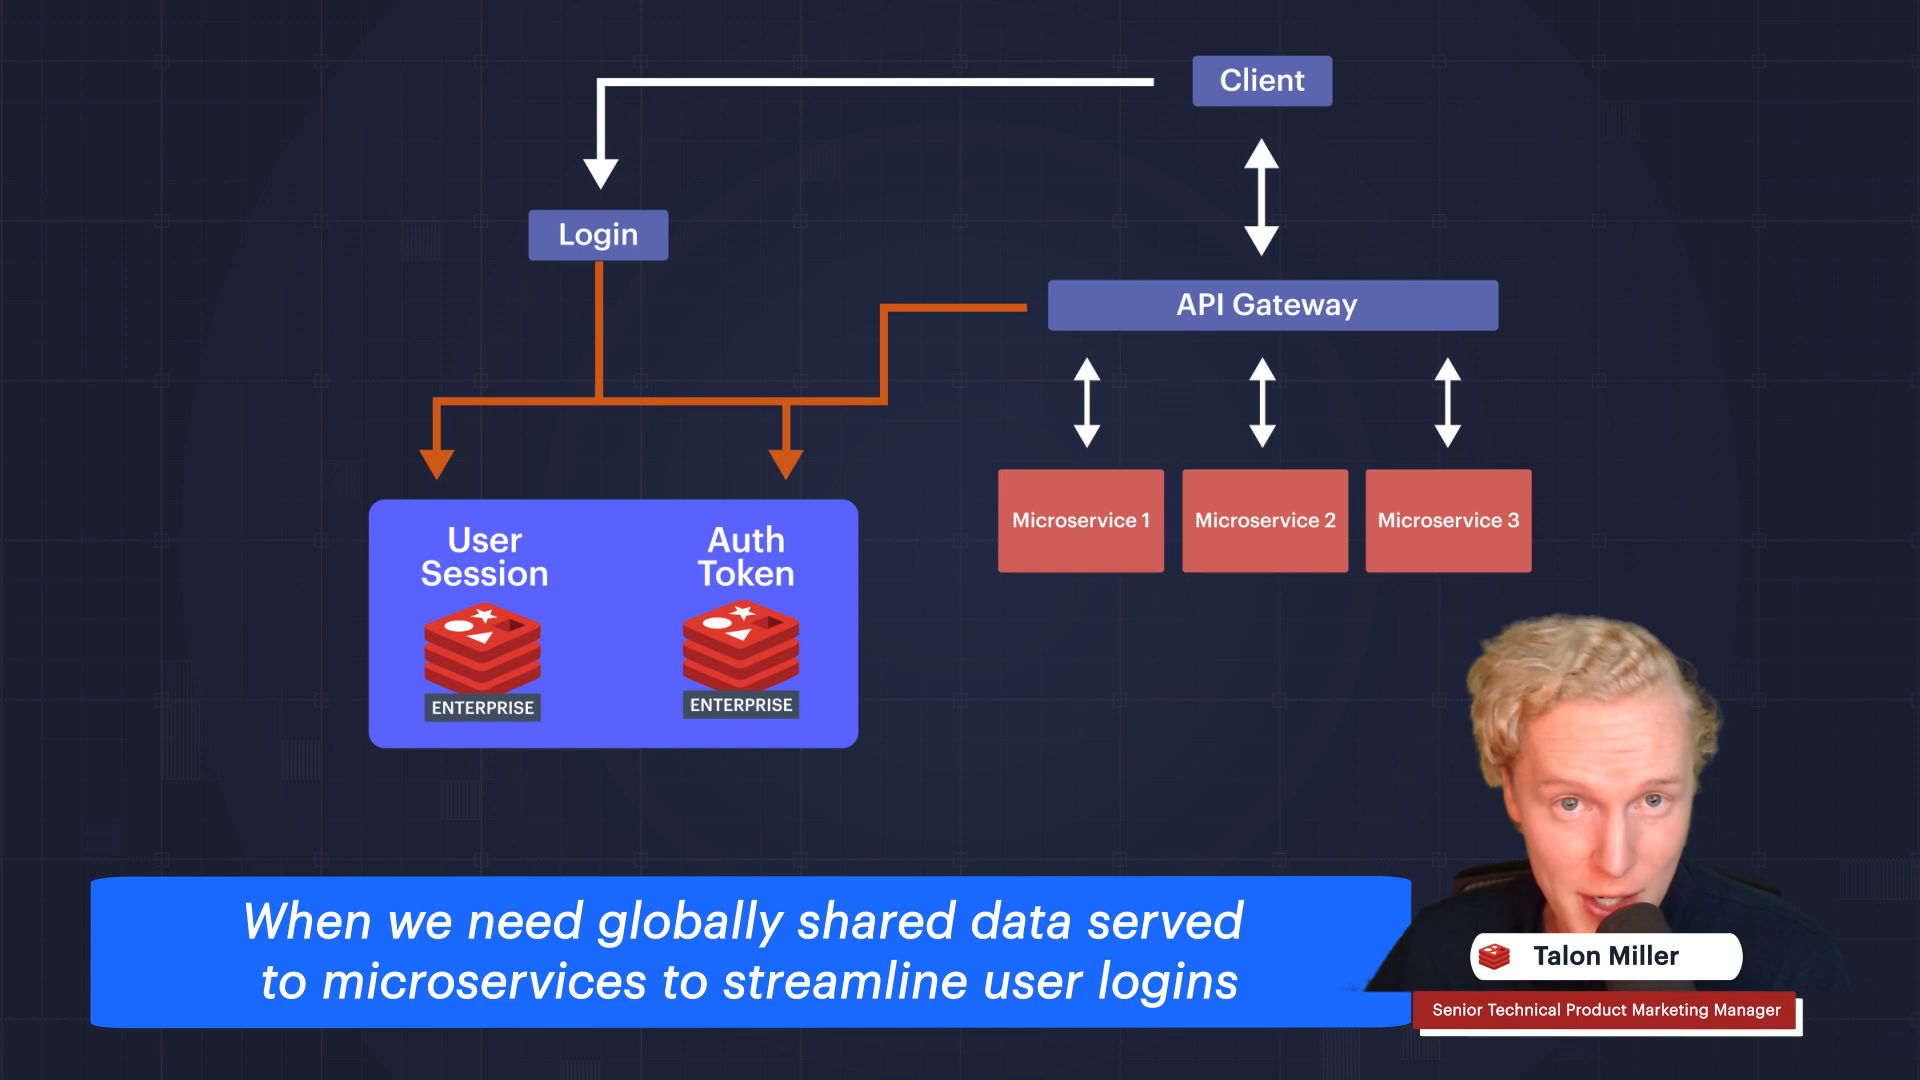 Client
Login
API Gateway
Microservice 1
Microservice 2
Microservice 3
User
Session
Auth
Token
ENTERPRISE
ENTERPRISE
When we need globally shared data served
to microservices to streamline user logins
Talon Miller
Senior Technical Product Marketing Manager